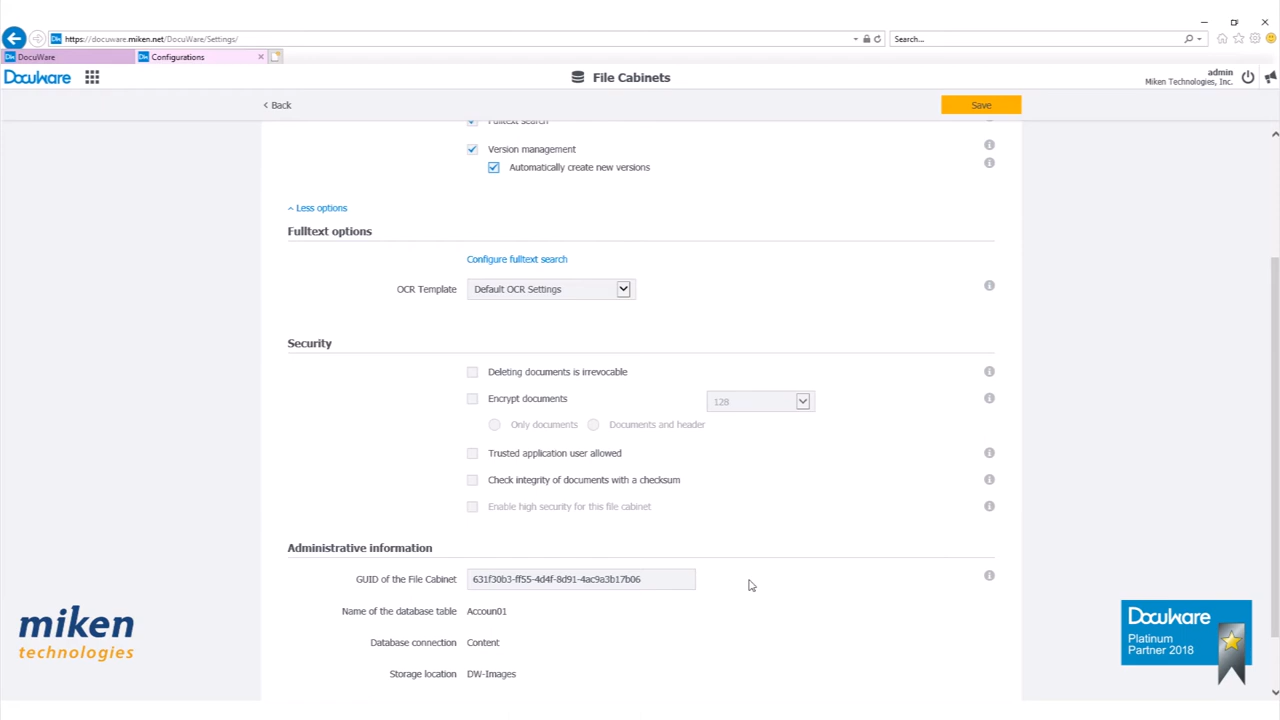 https://docuware.miken.net/DocuWare/Settings/
Search...
DocuWare
Configurations
DocuWare
File Cabinets
admin
Miken Technologies, Inc.
Back
Save
Fulltext search
Version management
Automatically create new versions
Less options
Fulltext options
Configure fulltext search
OCR Template
Default OCR Settings
Security
Deleting documents is irrevocable
Encrypt documents
128
Only documents
Documents and header
Trusted application user allowed
Check integrity of documents with a checksum
Enable high security for this file cabinet
Administrative information
GUID of the File Cabinet
631f30b3-ff55-4d4f-8d91-4ac9a3b17b06
Name of the database table
Accoun01
Database connection
Content
Storage location
DW-Images
miken
technologies
DocuWare
Platinum
Partner 2018